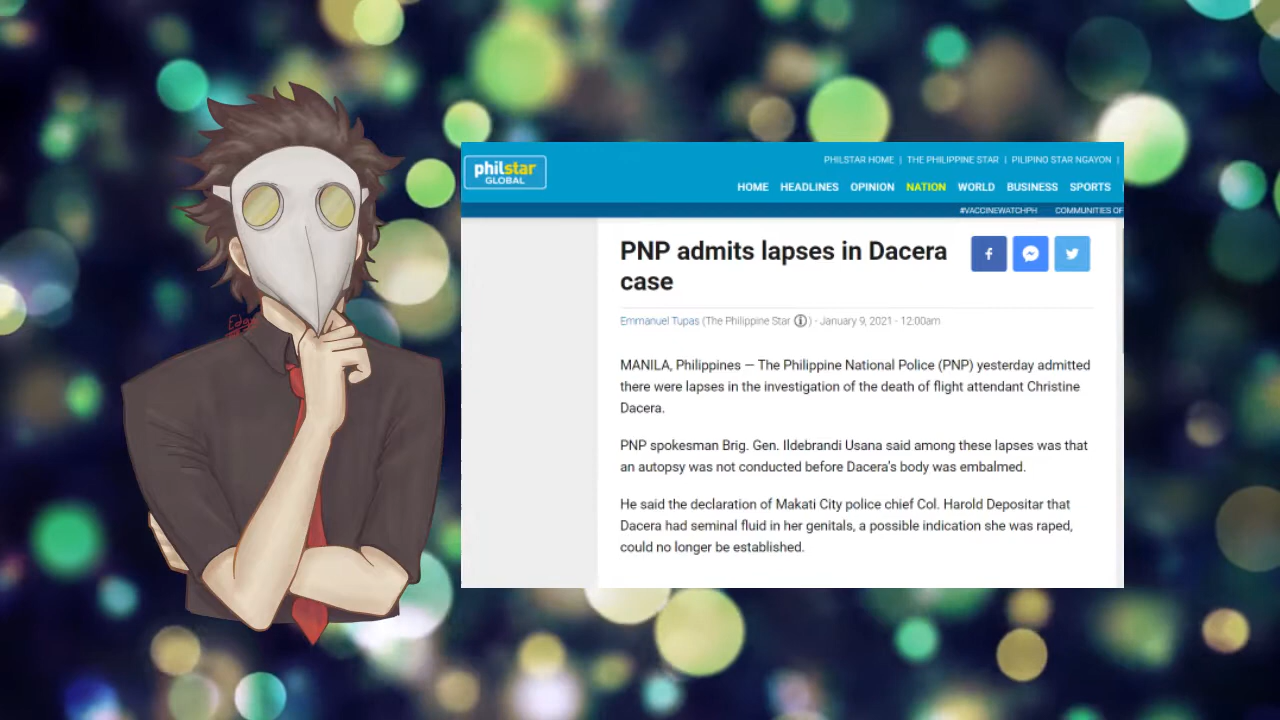 philstar
GLOBAL
PHILSTAR HOME | THE PHILIPPINE STAR | PILIPINO STAR NGAYON |
HOME HEADLINES OPINION NATION WORLD BUSINESS SPORTS
#VACCINEWATCHPH COMMUNITIES OF
PNP admits lapses in Dacera
case
Emmanuel Tupas (The Philippine Star ) - January 9, 2021 - 12:00am
MANILA, Philippines — The Philippine National Police (PNP) yesterday admitted
there were lapses in the investigation of the death of flight attendant Christine
Dacera.
PNP spokesman Brig. Gen. Ildebrandi Usana said among these lapses was that
an autopsy was not conducted before Dacera's body was embalmed.
He said the declaration of Makati City police chief Col. Harold Depositar that
Dacera had seminal fluid in her genitals, a possible indication she was raped,
could no longer be established.